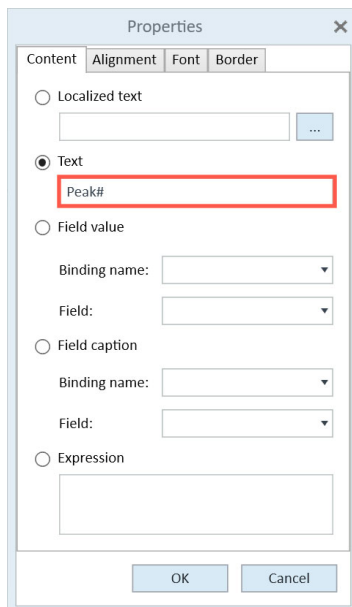 Properties
Content Alignment Font Border
Localized text
...
Text
Peak#
Field value
Binding name:
Field:
Field caption
Binding name:
Field:
Expression
OK Cancel